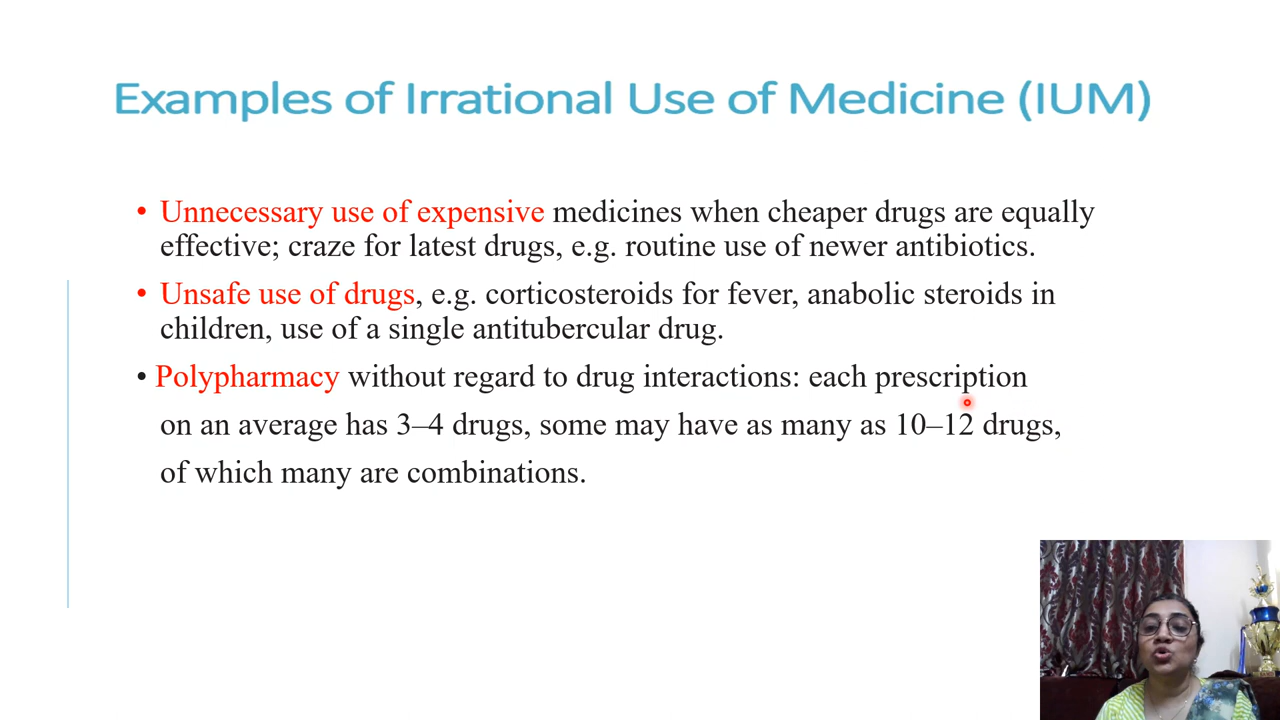 Examples of Irrational Use of Medicine (IUM)
• Unnecessary use of expensive medicines when cheaper drugs are equally
effective; craze for latest drugs, e.g. routine use of newer antibiotics.
• Unsafe use of drugs, e.g. corticosteroids for fever, anabolic steroids in
children, use of a single antitubercular drug.
• Polypharmacy without regard to drug interactions: each prescription
on an average has 3–4 drugs, some may have as many as 10–12 drugs,
of which many are combinations.